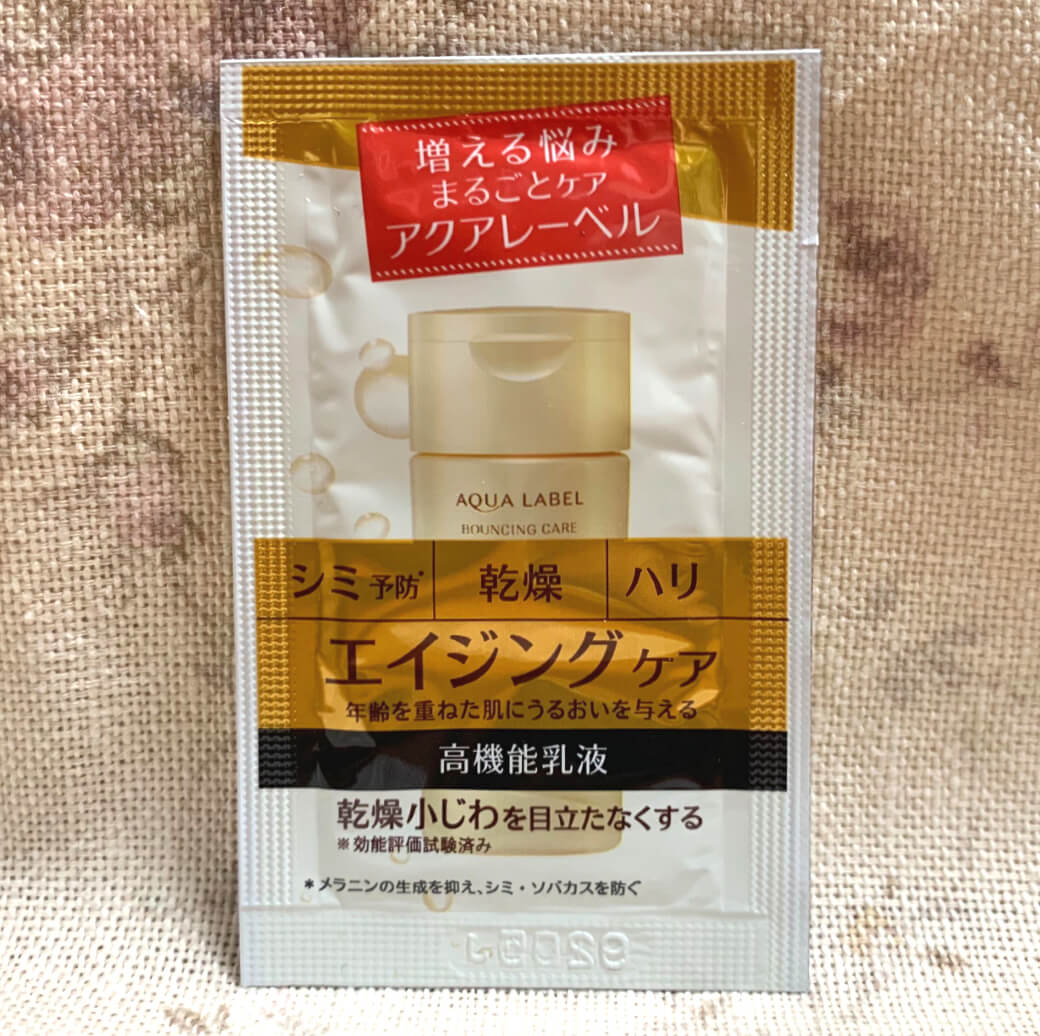 増える悩み
まるごとケア
アクアレーベル
AQUA LABEL
BOUNCING CARE
シミ予防* 乾燥 ハリ
エイジングケア
年齢を重ねた肌にうるおいを与える
高機能乳液
乾燥小じわを目立たなくする
※効能評価試験済み
*メラニンの生成を抑え、シミ・ソバカスを防ぐ